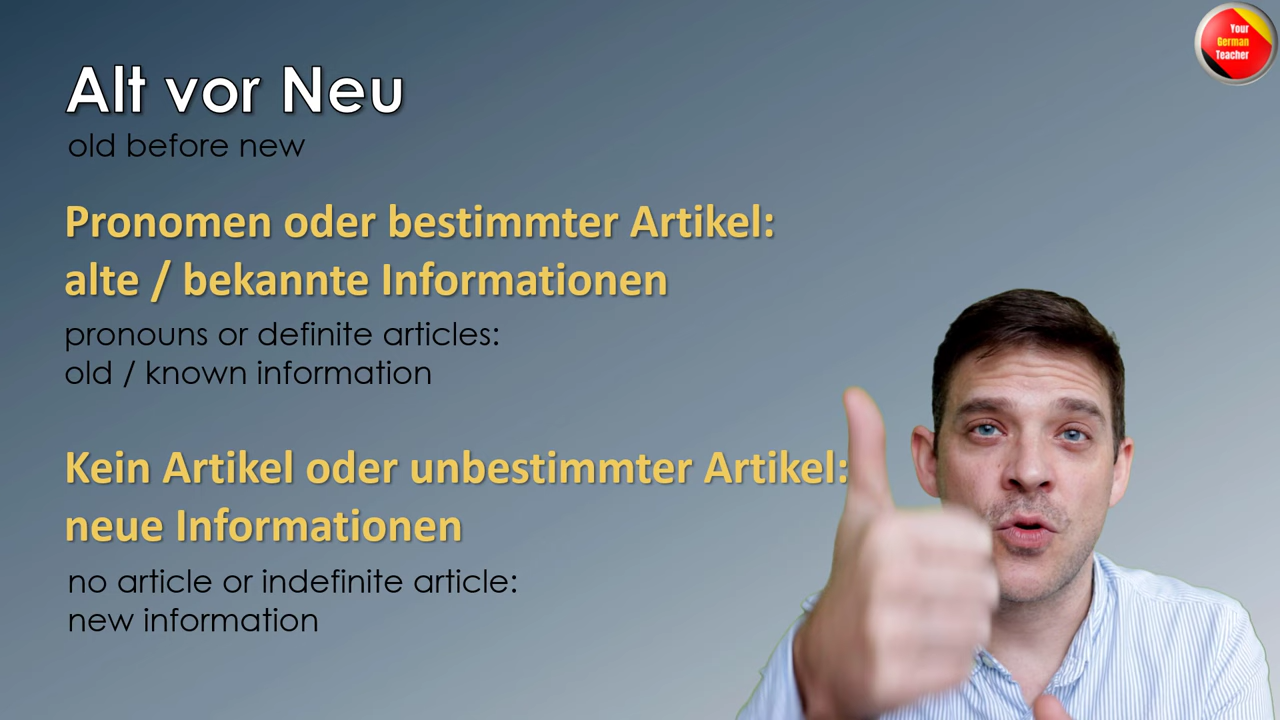 Your
German
Teacher
Alt vor Neu
old before new
Pronomen oder bestimmter Artikel:
alte / bekannte Informationen
pronouns or definite articles:
old / known information
Kein Artikel oder unbestimmter Artikel:
neue Informationen
no article or indefinite article:
new information